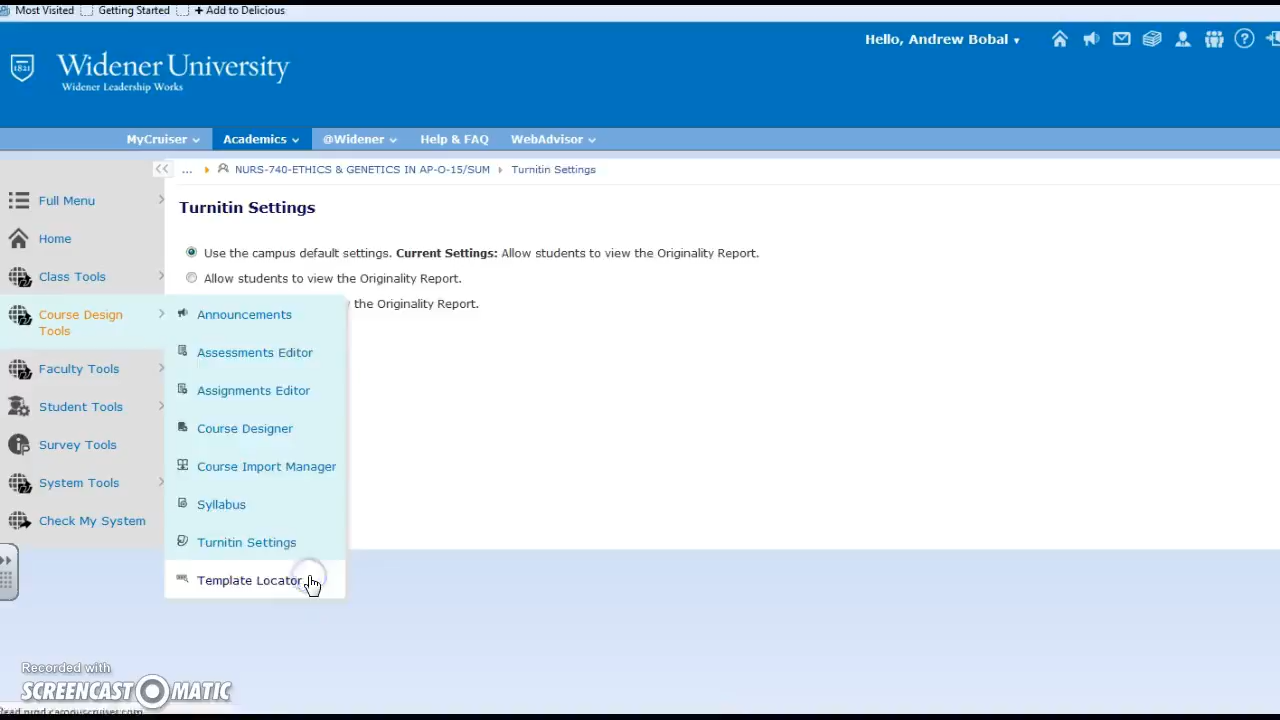 Most Visited Getting Started + Add to Delicious
Hello, Andrew Bobal
1821
Widener University
Widener Leadership Works
MyCruiser Academics @Widener Help & FAQ WebAdvisor
... NURS-740-ETHICS & GENETICS IN AP-O-15/SUM Turnitin Settings
Full Menu
Home
Class Tools
Course Design
Tools
Faculty Tools
Student Tools
Survey Tools
System Tools
Check My System
Turnitin Settings
Use the campus default settings. Current Settings: Allow students to view the Originality Report.
Allow students to view the Originality Report.
the Originality Report.
Announcements
Assessments Editor
Assignments Editor
Course Designer
Course Import Manager
Syllabus
Turnitin Settings
Template Locator
Recorded with
SCREENCAST MATIC
Read prod.campuscruiser.com